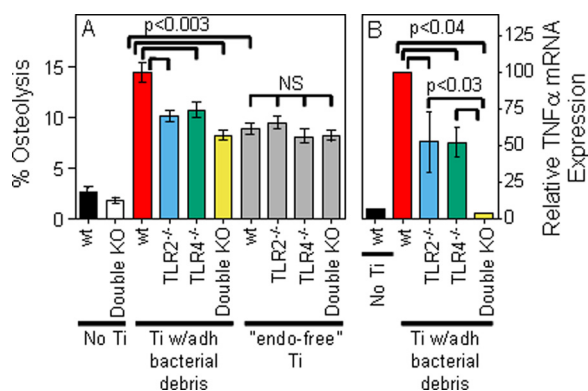 A
p<0.003
NS
% Osteolysis
15
10
5
0
wt
Double KO
wt
TLR2-/-
TLR4-/-
Double KO
wt
TLR2-/-
TLR4-/-
Double KO
No Ti
Ti w/adh
bacterial
debris
"endo-free"
Ti
B
p<0.04
p<0.03
125
100
75
50
25
0
Relative TNFα mRNA
Expression
wt
wt
TLR2-/-
TLR4-/-
Double KO
No Ti
Ti w/adh
bacterial
debris